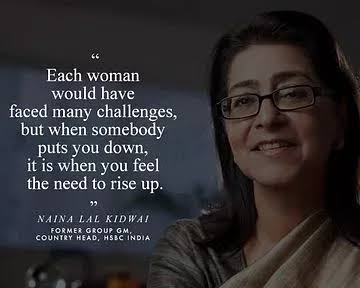 “
Each woman
would have
faced many challenges,
but when somebody
puts you down,
it is when you feel
the need to rise up.
”
NAINA LAL KIDWAI
FORMER GROUP GM,
COUNTRY HEAD, HSBC INDIA